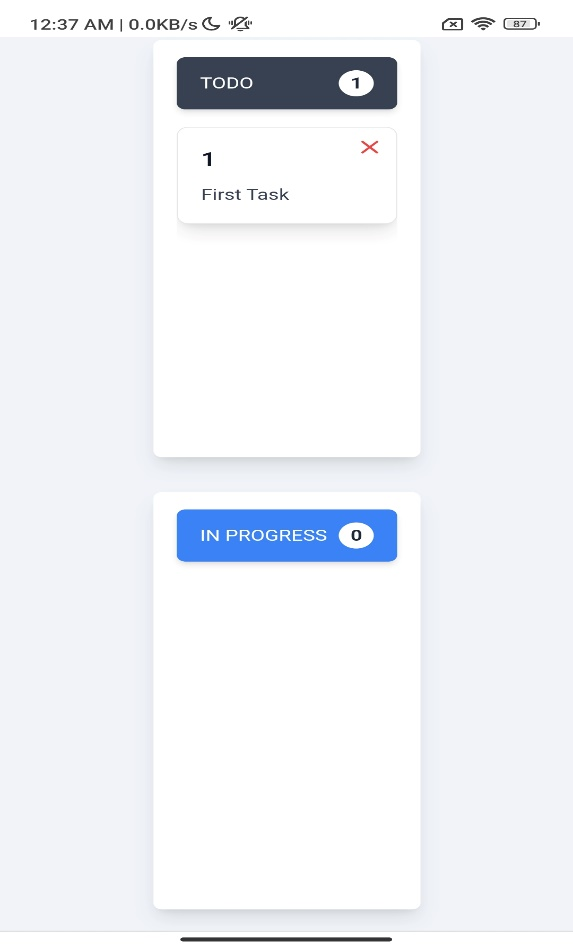 12:37 AM | 0.0KB/s 87
TODO 1
1
First Task
IN PROGRESS 0